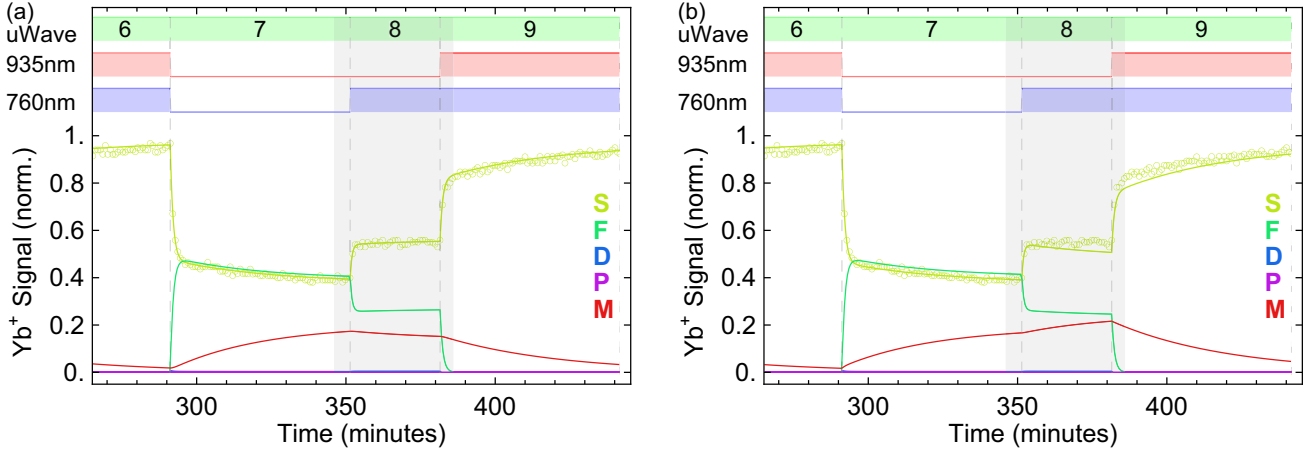 (a)
6 7 8 9
uWave
935nm
760nm
1.
0.8
0.6
0.4
0.2
0.
Yb+ Signal (norm.)
S
F
D
P
M
300 350 400
Time (minutes)
(b)
6 7 8 9
uWave
935nm
760nm
1.
0.8
0.6
0.4
0.2
0.
Yb+ Signal (norm.)
S
F
D
P
M
300 350 400
Time (minutes)